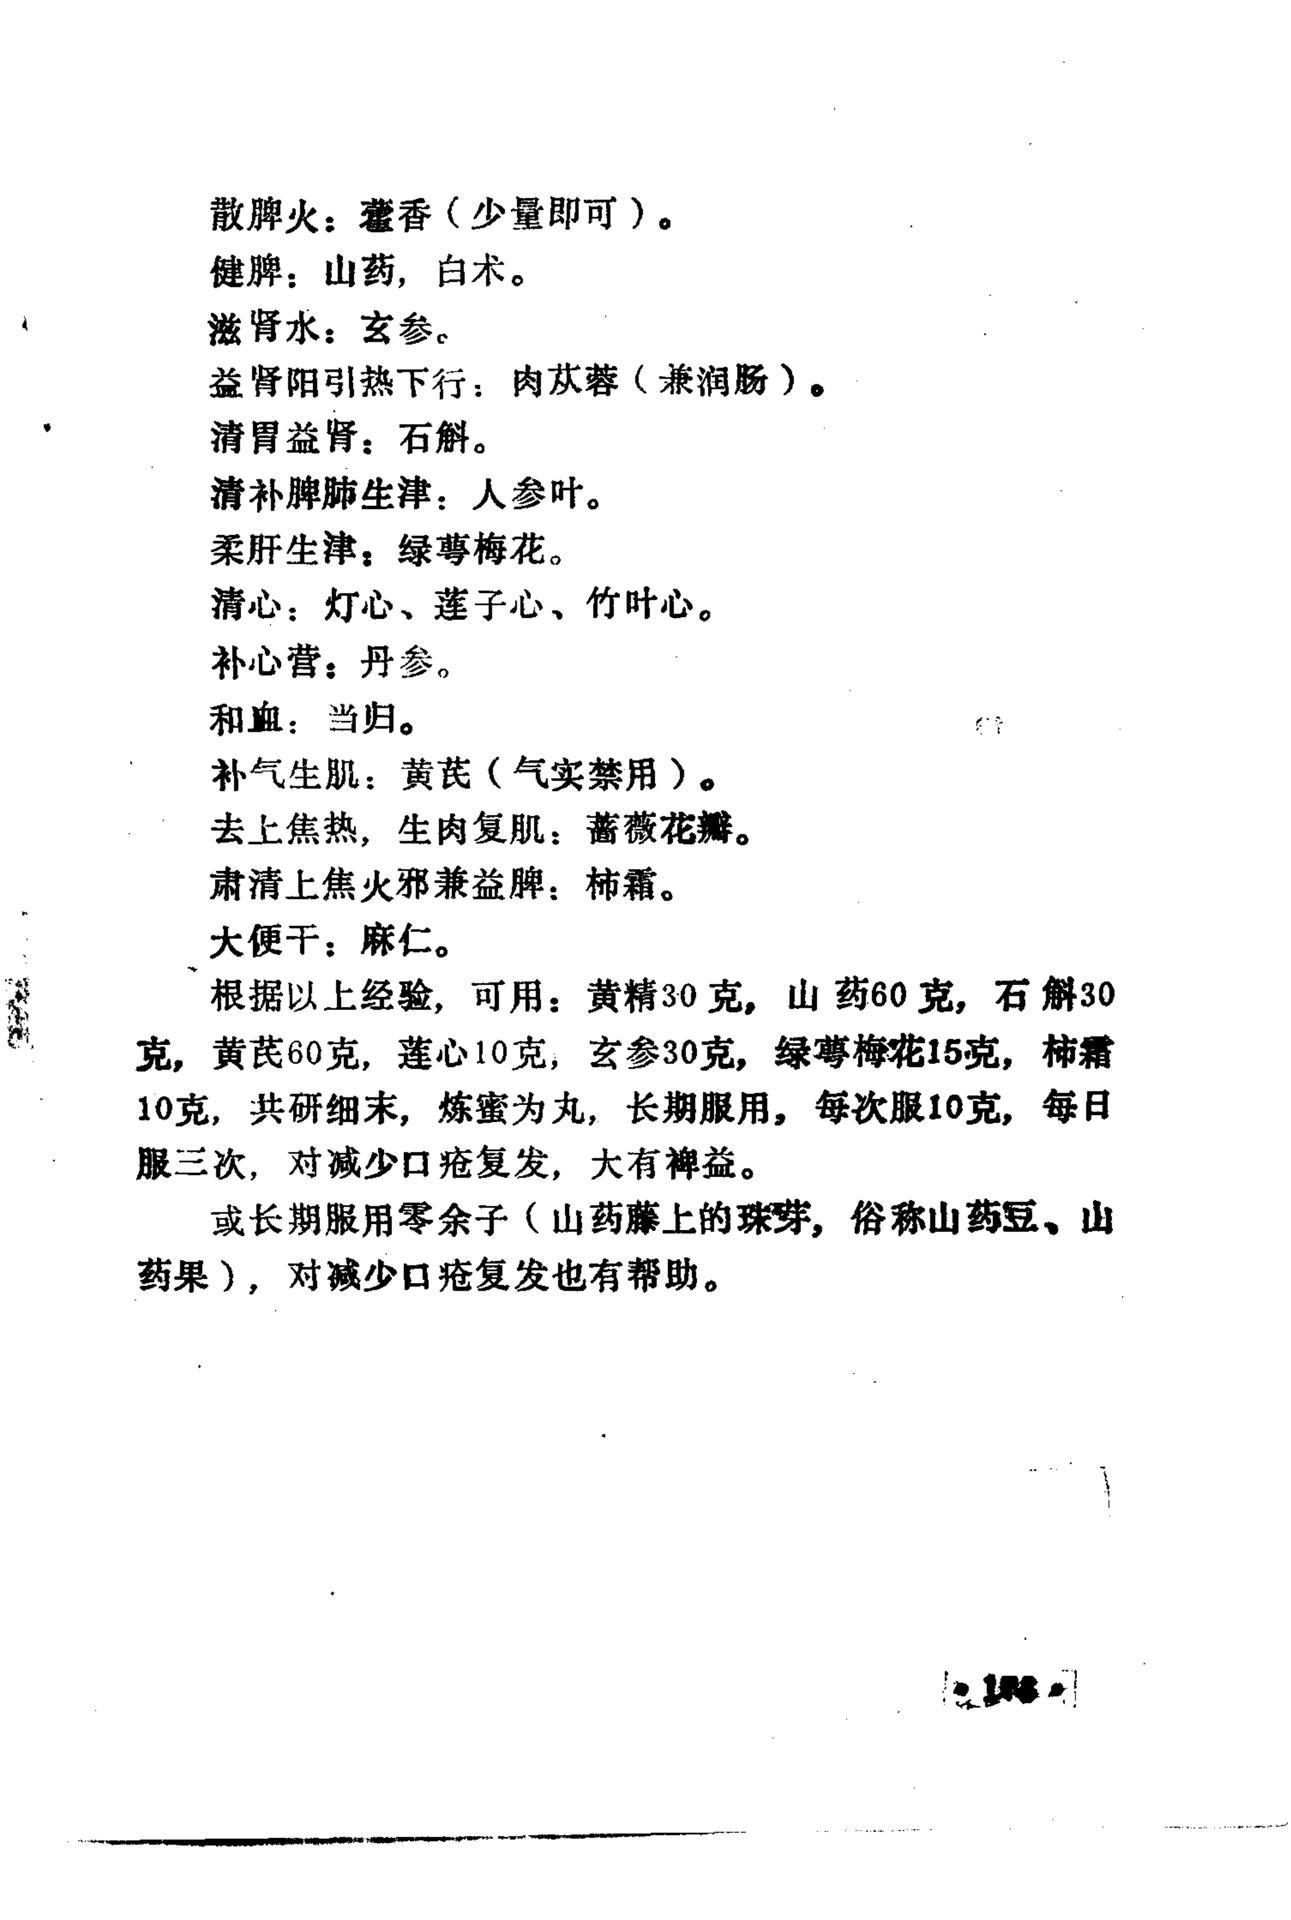 散脾火：藿香（少量即可）。
健脾：山药，白术。
滋肾水：玄参。
益肾阳引热下行：肉苁蓉（兼润肠）。
清胃益肾：石斛。
清补脾肺生津：人参叶。
柔肝生津：绿萼梅花。
清心：灯心、莲子心、竹叶心。
补心营：丹参。
和血：当归。
补气生肌：黄芪（气实禁用）。
去上焦热，生肉复肌：蔷薇花瓣。
肃清上焦火邪兼益脾：柿霜。
大便干：麻仁。
根据以上经验，可用：黄精30克，山药60克，石斛30
克，黄芪60克，莲心10克，玄参30克，绿萼梅花15克，柿霜
10克，共研细末，炼蜜为丸，长期服用，每次服10克，每日
服三次，对减少口疮复发，大有裨益。
或长期服用零余子（山药藤上的珠芽，俗称山药豆、山
药果），对减少口疮复发也有帮助。